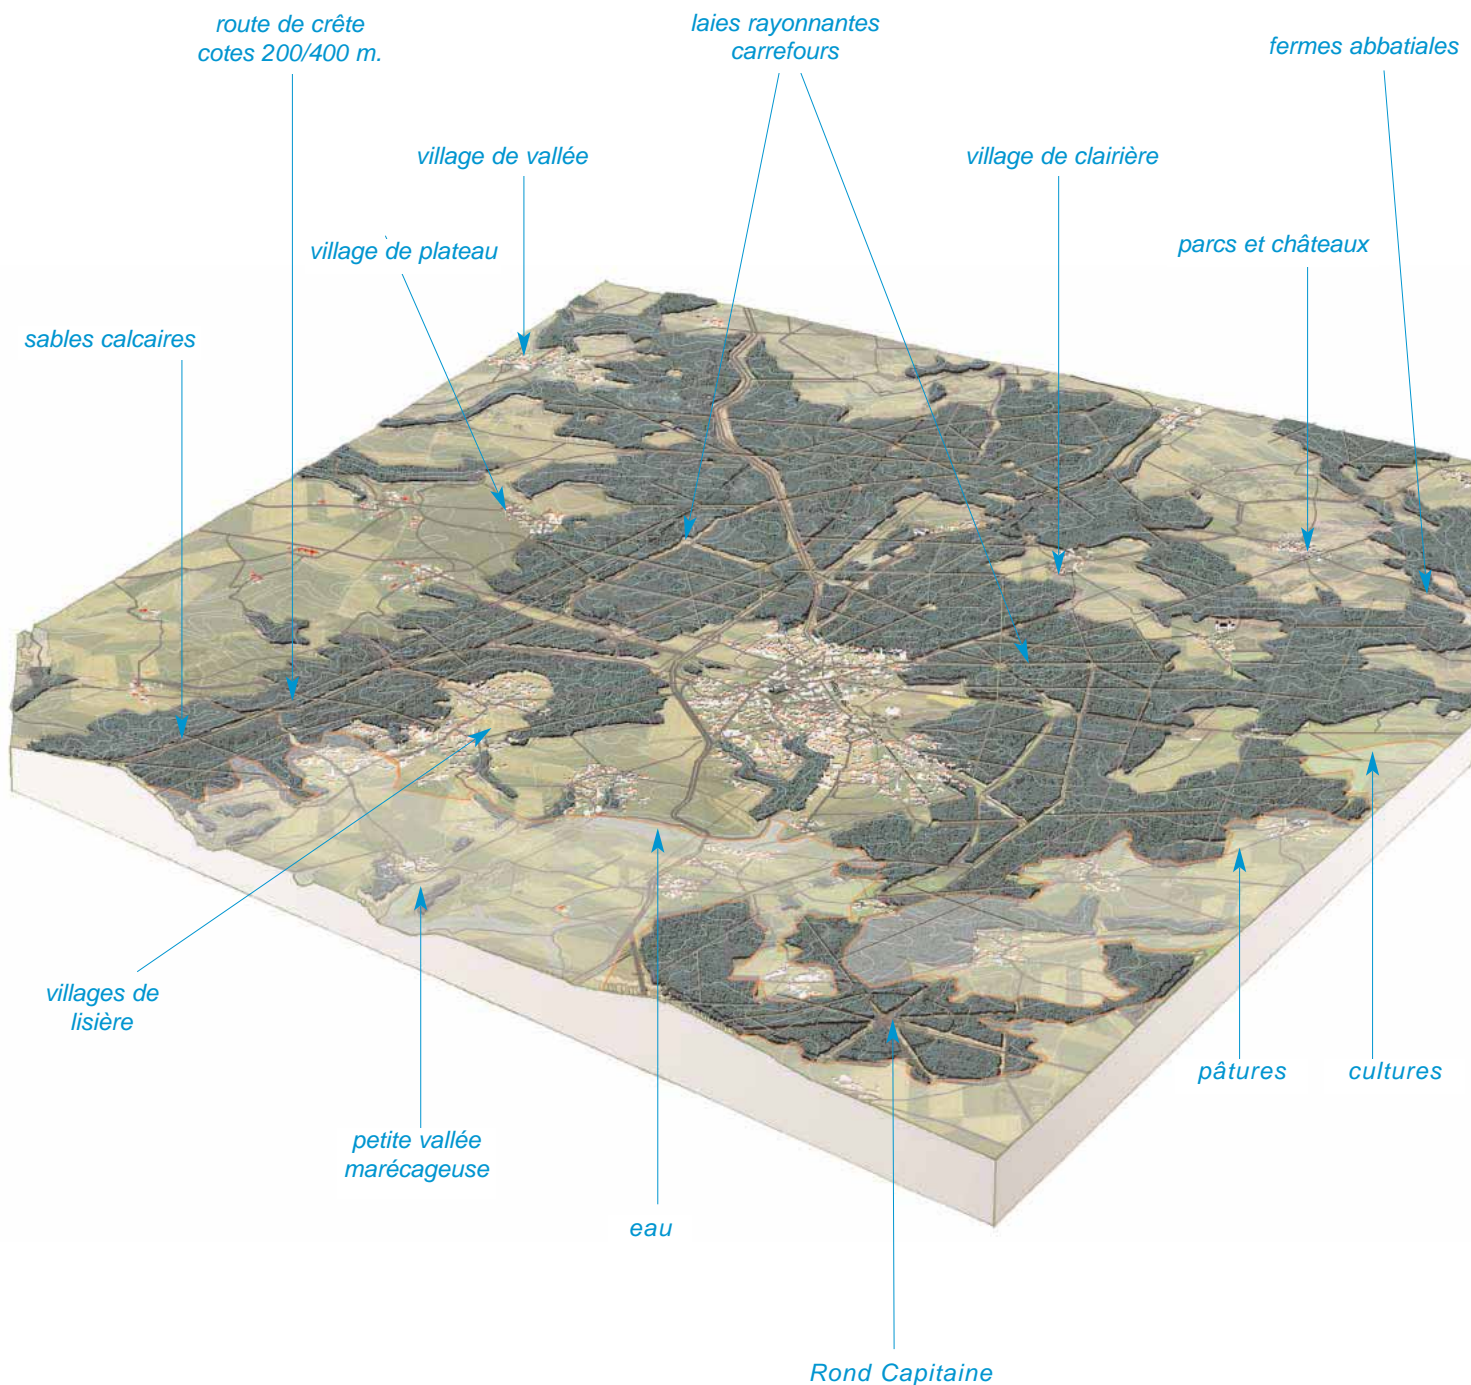 route de crête
cotes 200/400 m.
laies rayonnantes
carrefours
fermes abbatiales
village de vallée
village de clairière
village de plateau
parcs et châteaux
sables calcaires
villages de
lisière
pâtures
cultures
petite vallée
marécageuse
eau
Rond Capitaine